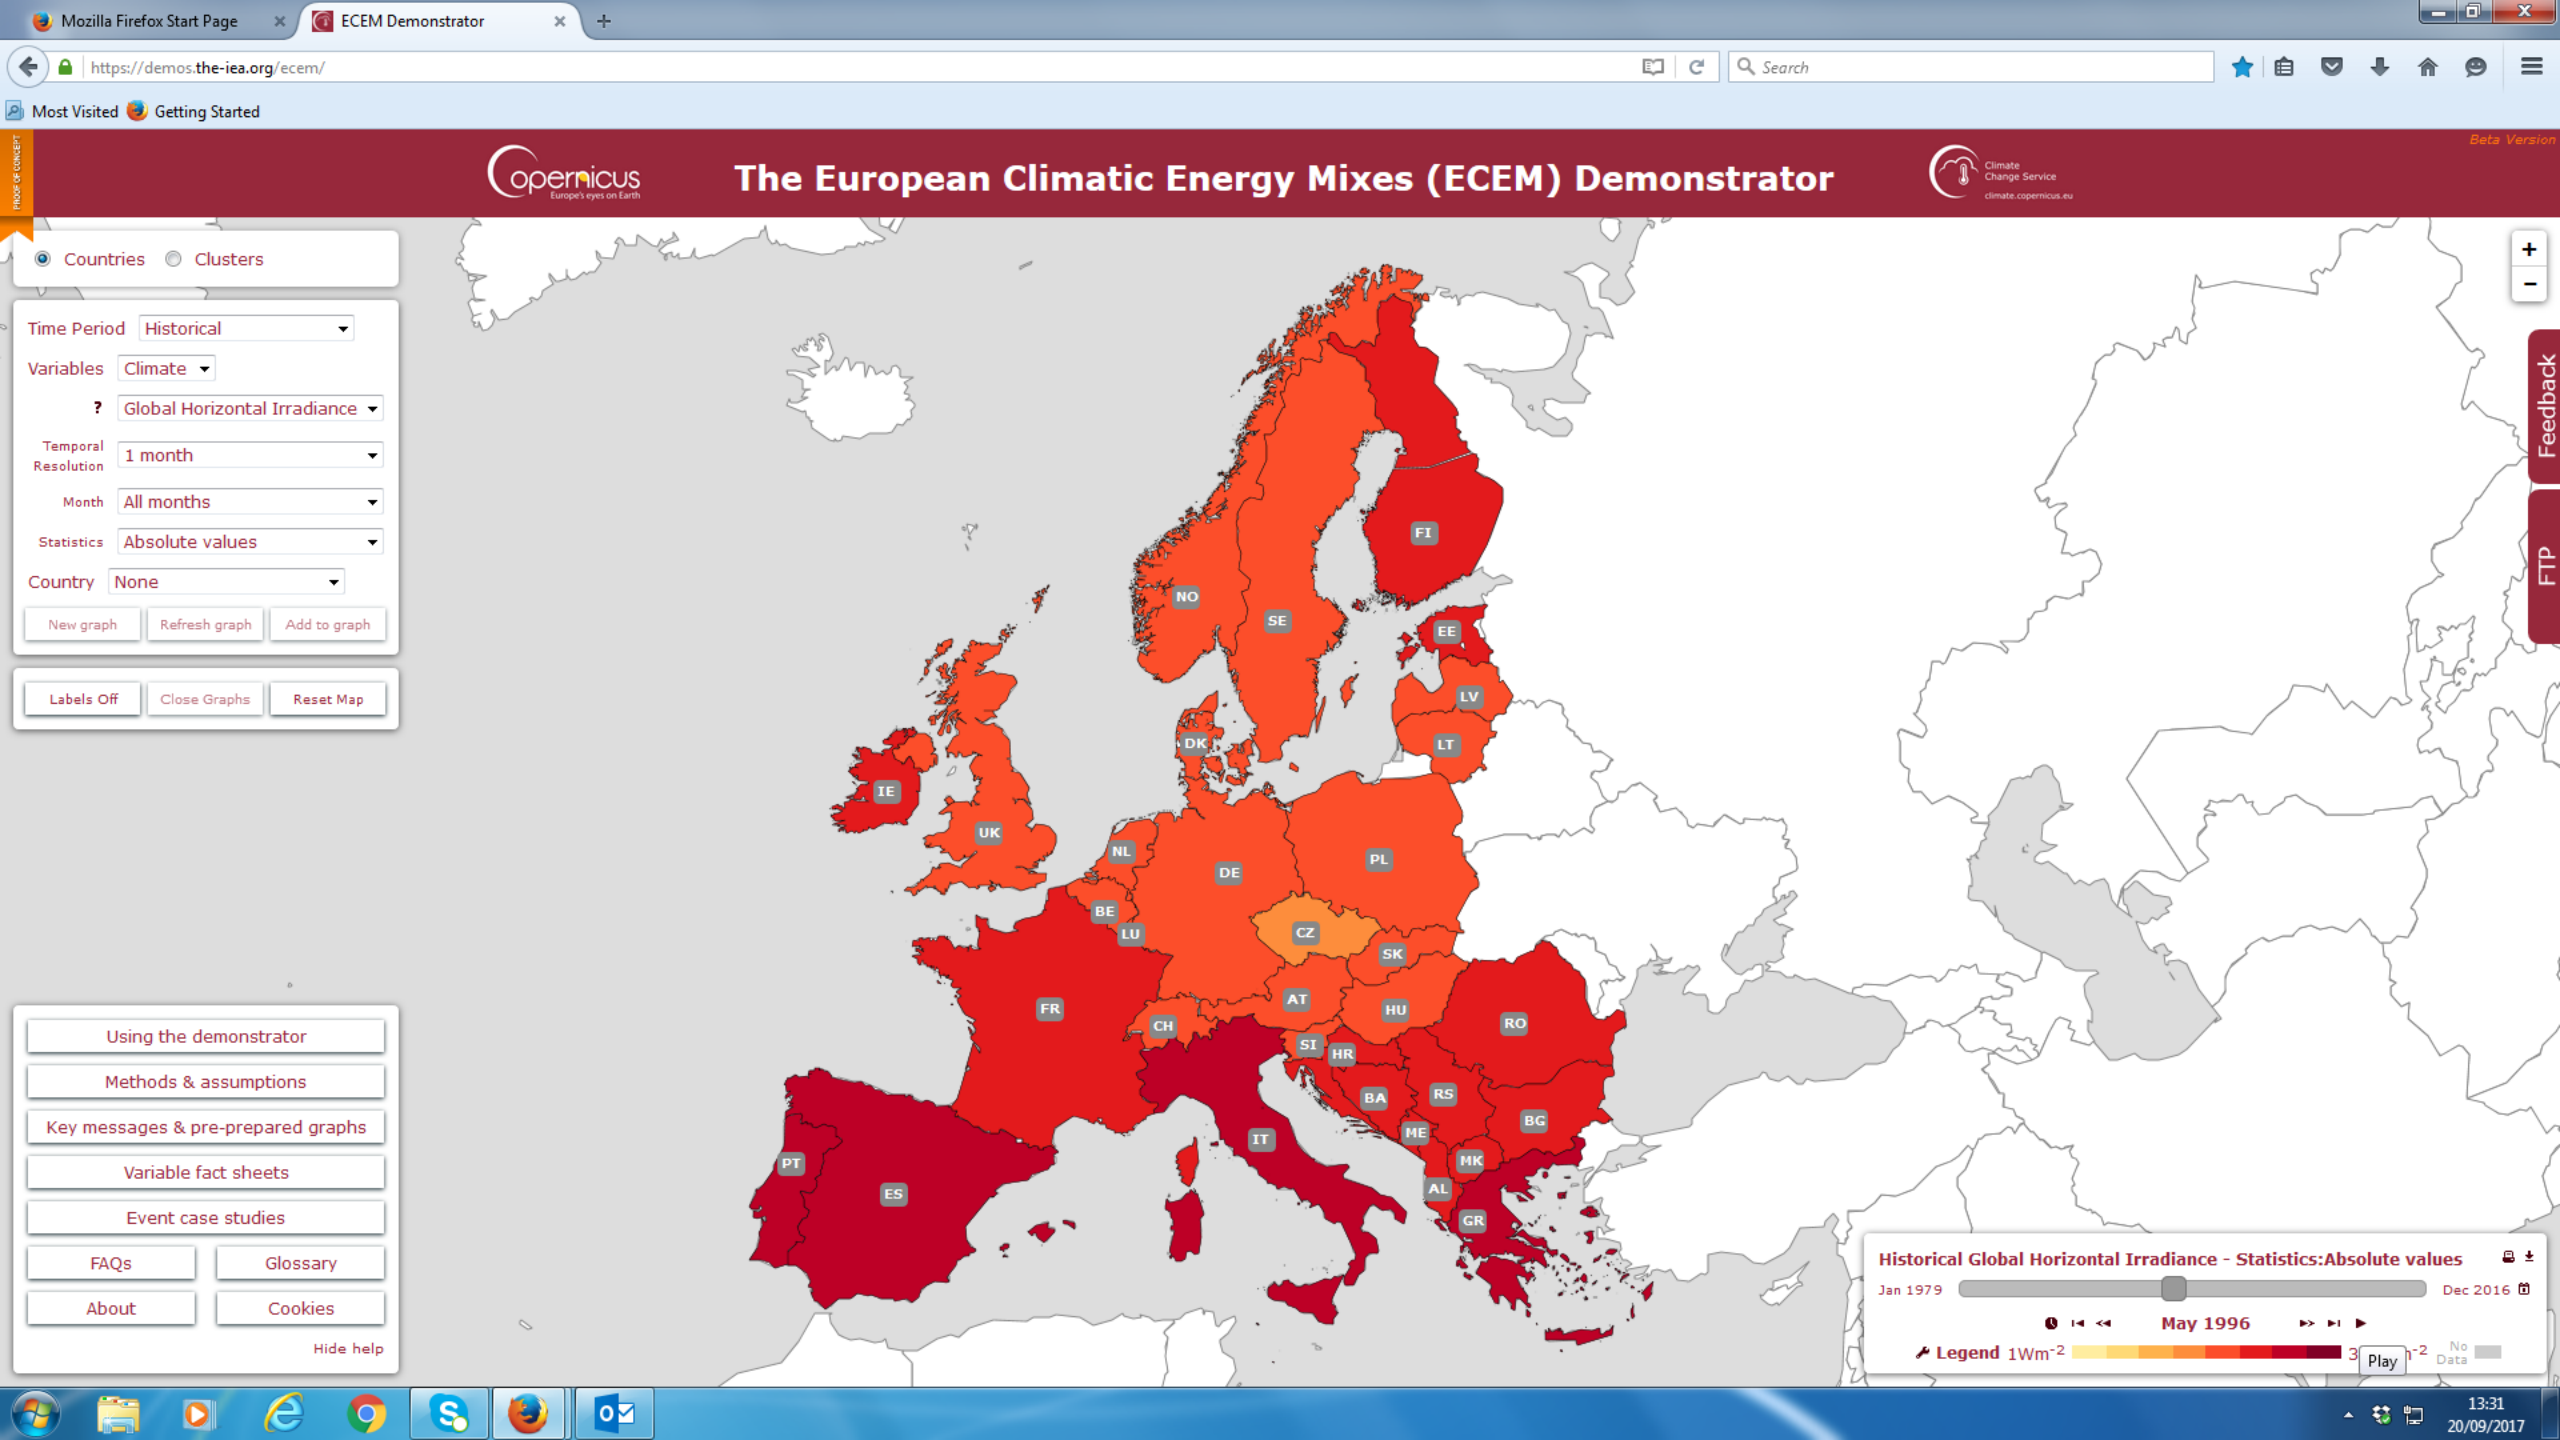 Mozilla Firefox Start Page
ECEM Demonstrator
https://demos.the-iea.org/ecem/
Search
Most Visited
Getting Started
PROOF OF CONCEPT
Copernicus
Europe's eyes on Earth
The European Climatic Energy Mixes (ECEM) Demonstrator
Climate
Change Service
climate.copernicus.eu
Beta Version
Countries
Clusters
Time Period Historical
Variables Climate
? Global Horizontal Irradiance
Temporal
Resolution
1 month
Month All months
Statistics Absolute values
Country None
New graph
Refresh graph
Add to graph
Labels Off
Close Graphs
Reset Map
Using the demonstrator
Methods & assumptions
Key messages & pre-prepared graphs
Variable fact sheets
Event case studies
FAQs
Glossary
About
Cookies
Hide help
+
−
Feedback
FTP
FI
NO
SE
EE
LV
LT
DK
IE
UK
NL
DE
PL
BE
LU
CZ
SK
AT
HU
FR
CH
SI
HR
RO
BA
RS
BG
ME
IT
MK
PT
ES
AL
GR
Historical Global Horizontal Irradiance - Statistics:Absolute values
Jan 1979
Dec 2016
May 1996
Legend 1Wm-2
No
Data
Play
13:31
20/09/2017